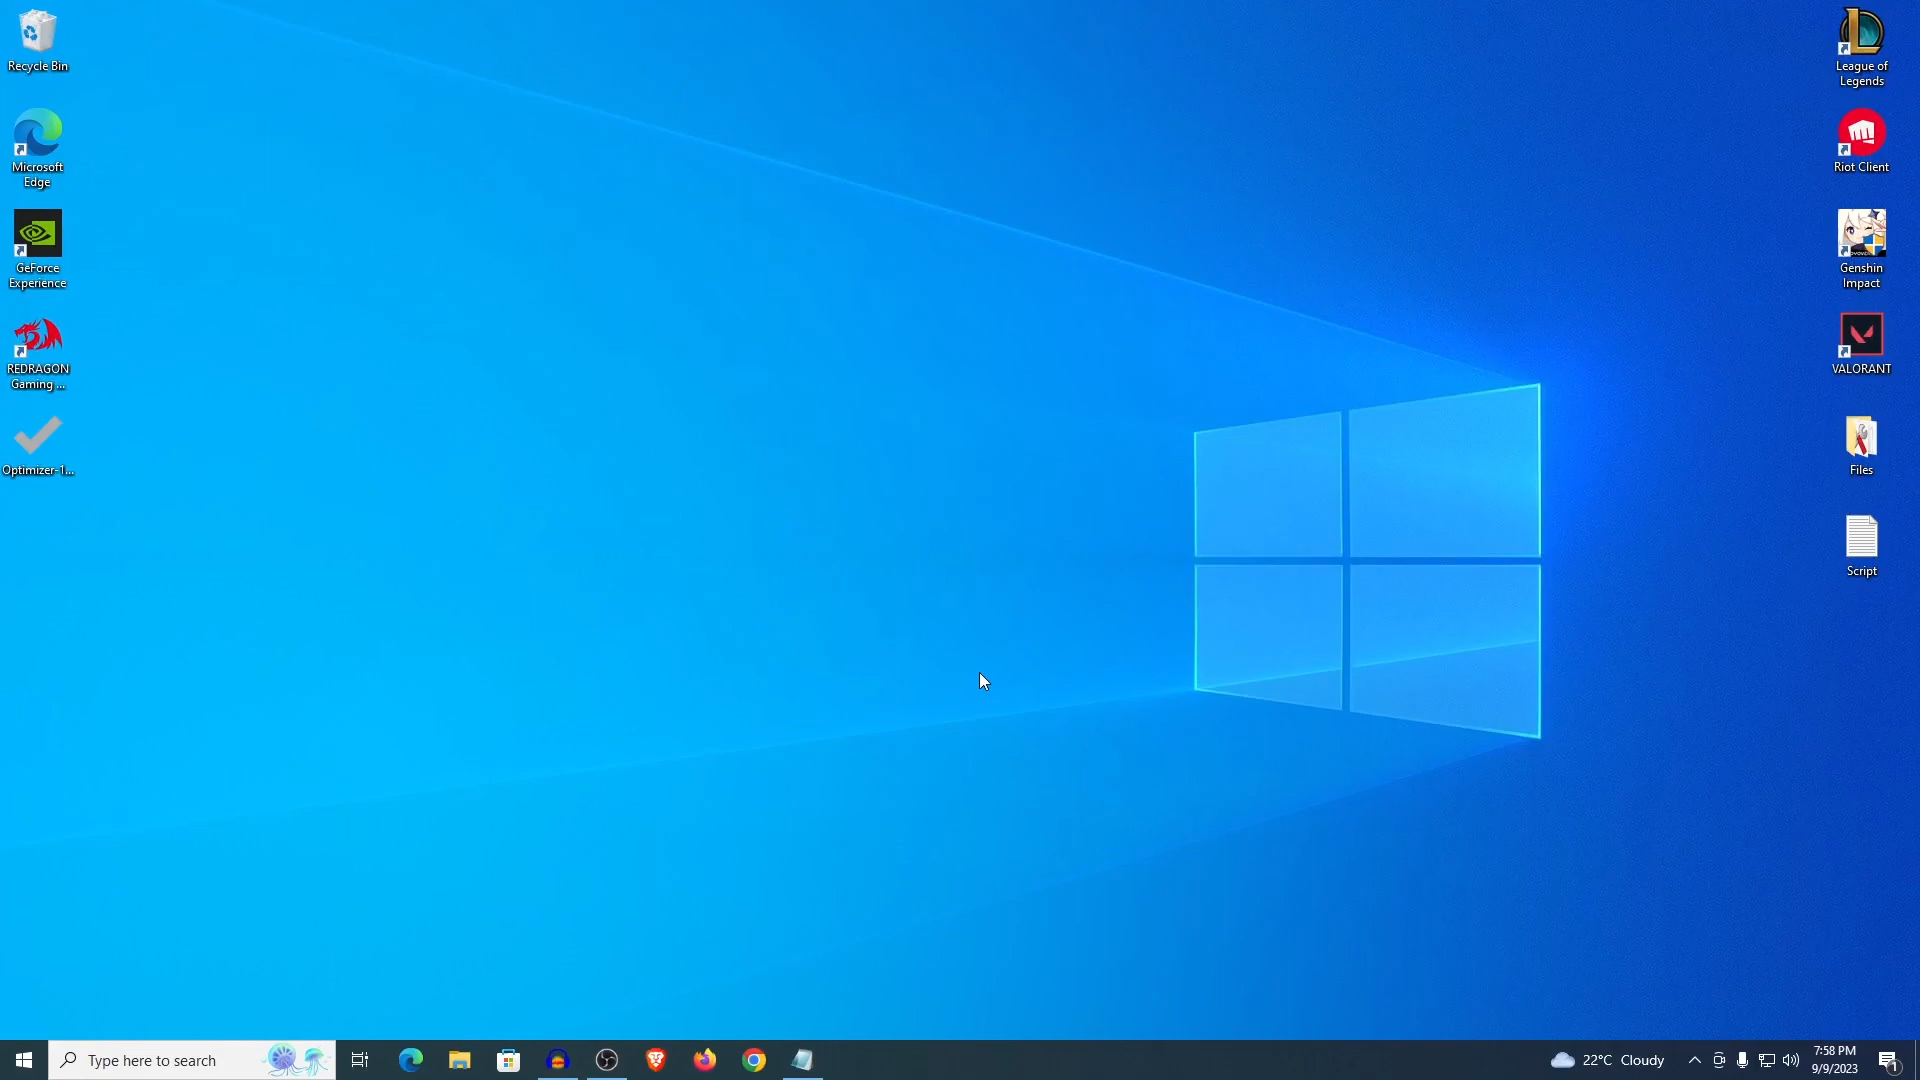 Recycle Bin
Microsoft
Edge
GeForce
Experience
REDRAGON
Gaming ...
Optimizer-1...
League of
Legends
Riot Client
Genshin
Impact
VALORANT
Files
Script
Type here to search
22°C Cloudy
7:58 PM
9/9/2023
1